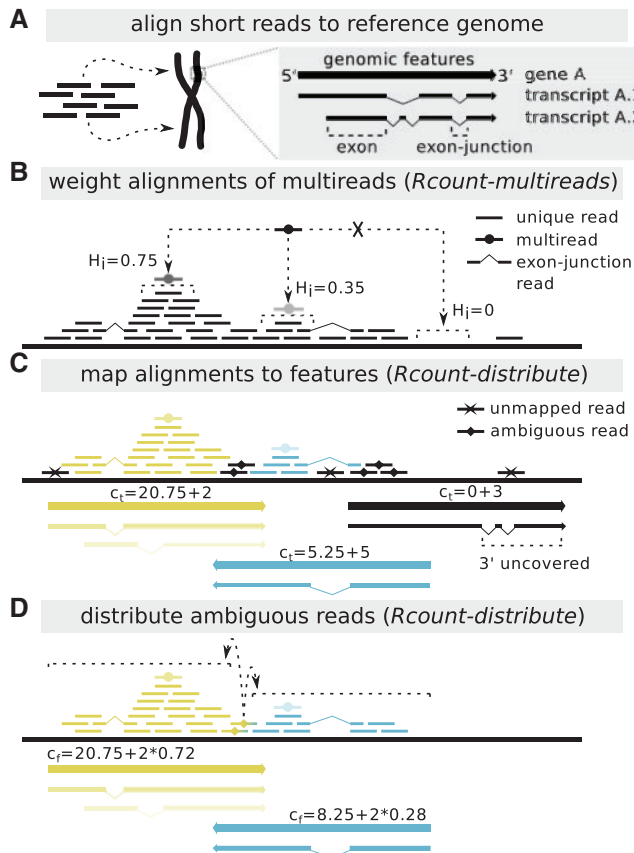 A align short reads to reference genome
genomic features
5' 3' gene A
transcript A.
transcript A.
exon exon-junction
B weight alignments of multireads (Rcount-multireads)
unique read
multiread
exon-junction
read
Hi=0.75
Hi=0.35
Hi=0
C map alignments to features (Rcount-distribute)
unmapped read
ambiguous read
ct=20.75+2
ct=0+3
ct=5.25+5
3' uncovered
D distribute ambiguous reads (Rcount-distribute)
cf=20.75+2*0.72
cf=8.25+2*0.28